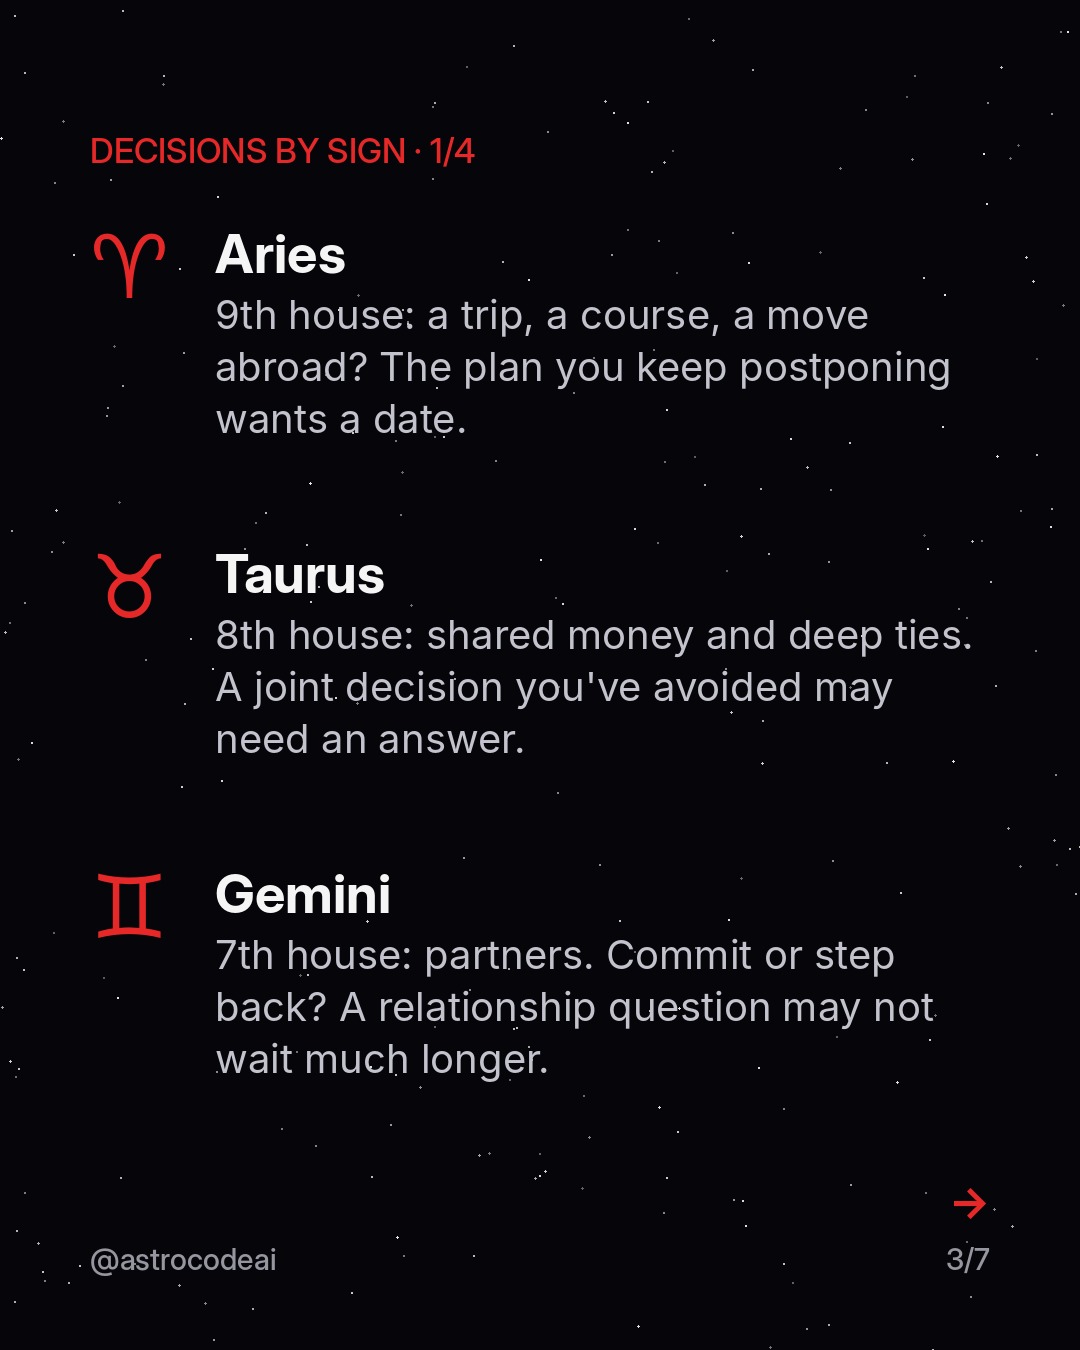 DECISIONS BY SIGN · 1/4
♈ Aries
9th house: a trip, a course, a move
abroad? The plan you keep postponing
wants a date.
♉ Taurus
8th house: shared money and deep ties.
A joint decision you've avoided may
need an answer.
♊ Gemini
7th house: partners. Commit or step
back? A relationship question may not
wait much longer.
→
@astrocodeai
3/7